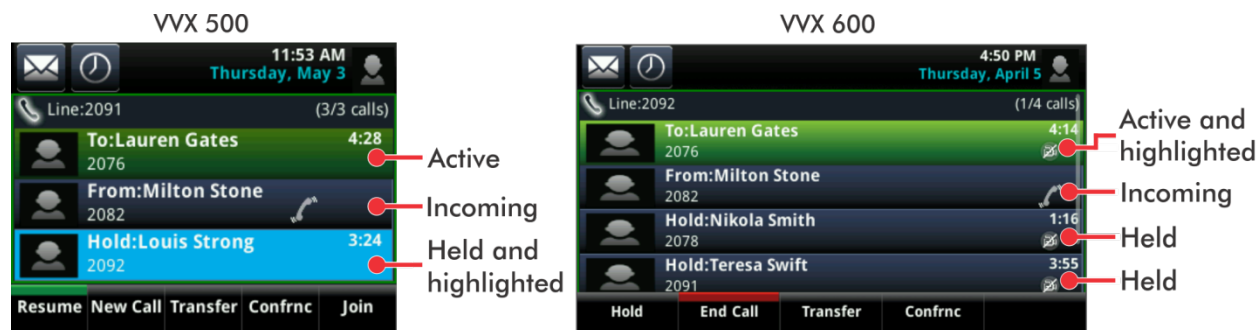 VVX 500
11:53 AM
Thursday, May 3
Line:2091 (3/3 calls)
To:Lauren Gates 4:28
2076
From:Milton Stone
2082
Hold:Louis Strong 3:24
2092
Resume New Call Transfer Confrnc Join
Active
Incoming
Held and
highlighted
VVX 600
4:50 PM
Thursday, April 5
Line:2092 (1/4 calls)
To:Lauren Gates 4:14
2076
From:Milton Stone
2082
Hold:Nikola Smith 1:16
2078
Hold:Teresa Swift 3:55
2091
Hold End Call Transfer Confrnc
Active and
highlighted
Incoming
Held
Held